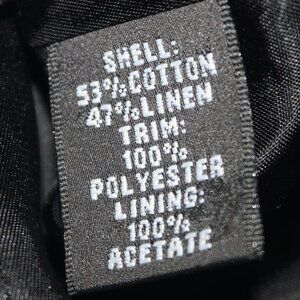 SHELL:
53% COTTON
47% LINEN
TRIM:
100%
POLYESTER
LINING:
100%
ACETATE